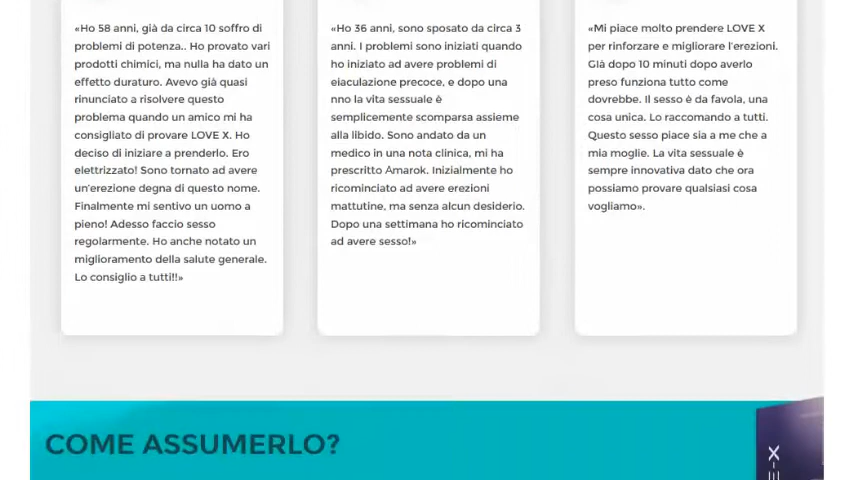 «Ho 58 anni, già da circa 10 soffro di
problemi di potenza.. Ho provato vari
prodotti chimici, ma nulla ha dato un
effetto duraturo. Avevo già quasi
rinunciato a risolvere questo
problema quando un amico mi ha
consigliato di provare LOVE X. Ho
deciso di iniziare a prenderlo. Ero
elettrizzato! Sono tornato ad avere
un'erezione degna di questo nome.
Finalmente mi sentivo un uomo a
pieno! Adesso faccio sesso
regolarmente. Ho anche notato un
miglioramento della salute generale.
Lo consiglio a tutti!!»
«Ho 36 anni, sono sposato da circa 3
anni. I problemi sono iniziati quando
ho iniziato ad avere problemi di
eiaculazione precoce, e dopo una
nno la vita sessuale è
semplicemente scomparsa assieme
alla libido. Sono andato da un
medico in una nota clinica, mi ha
prescritto Amarok. Inizialmente ho
ricominciato ad avere erezioni
mattutine, ma senza alcun desiderio.
Dopo una settimana ho ricominciato
ad avere sesso!»
«Mi piace molto prendere LOVE X
per rinforzare e migliorare l'erezioni.
Già dopo 10 minuti dopo averlo
preso funziona tutto come
dovrebbe. Il sesso è da favola, una
cosa unica. Lo raccomando a tutti.
Questo sesso piace sia a me che a
mia moglie. La vita sessuale è
sempre innovativa dato che ora
possiamo provare qualsiasi cosa
vogliamo».
COME ASSUMERLO?
E-X